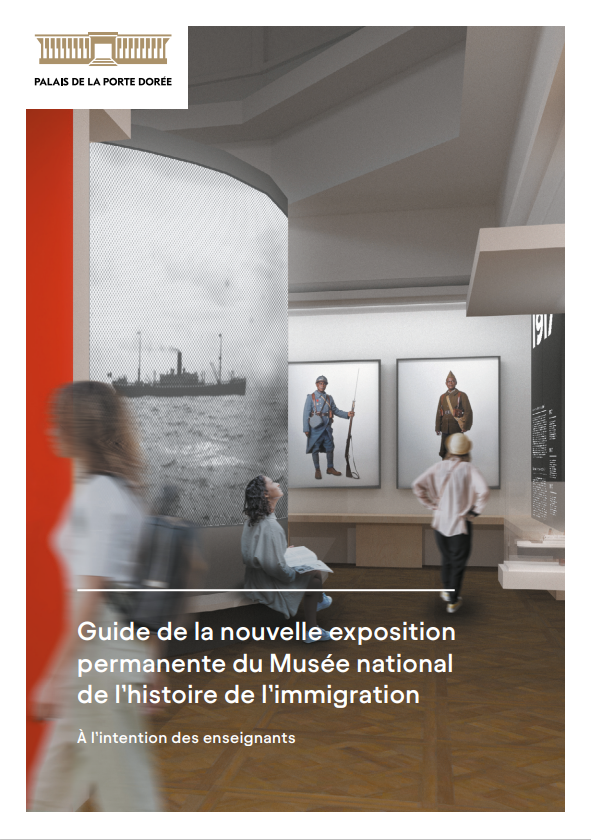 PALAIS DE LA PORTE DORÉE
1917
Guide de la nouvelle exposition
permanente du Musée national
de l’histoire de l’immigration
À l’intention des enseignants